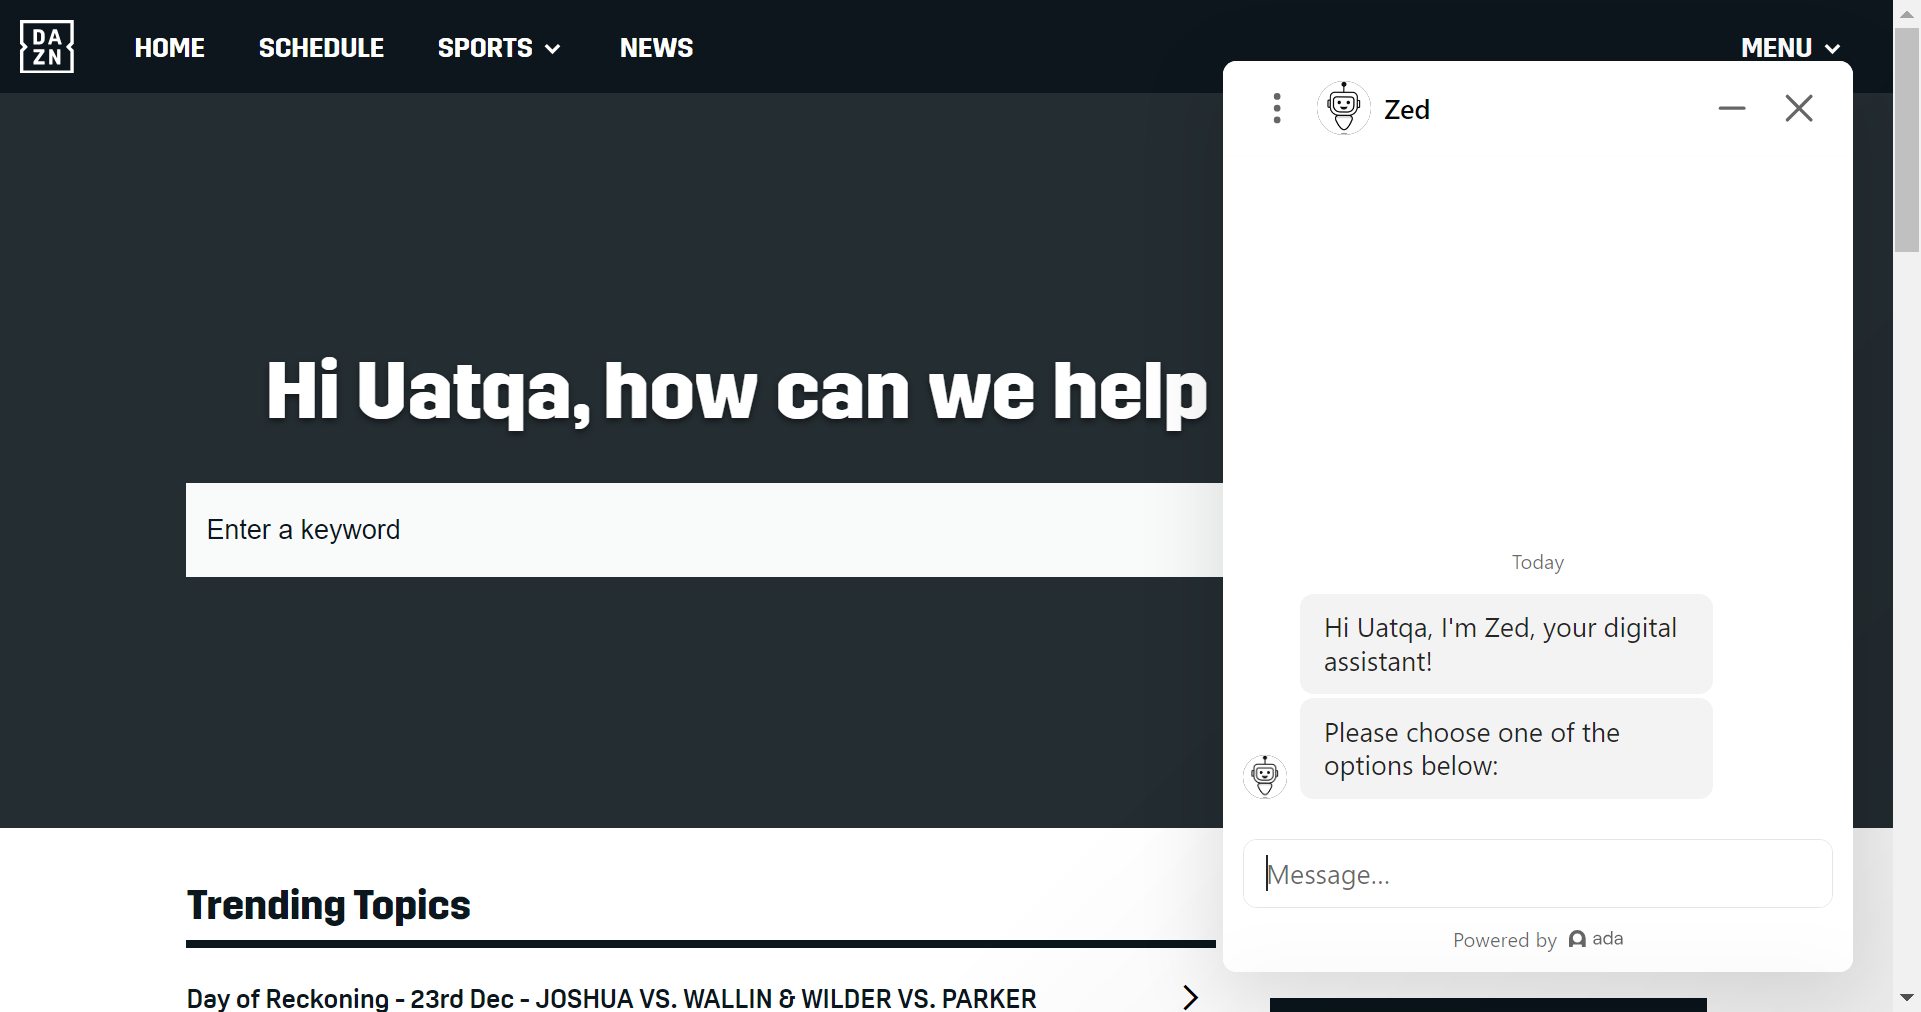 DA
ZN
HOME
SCHEDULE
SPORTS
NEWS
MENU
Hi Uatqa, how can we help
Enter a keyword
Trending Topics
Day of Reckoning - 23rd Dec - JOSHUA VS. WALLIN & WILDER VS. PARKER
Zed
Today
Hi Uatqa, I'm Zed, your digital
assistant!
Please choose one of the
options below:
Message...
Powered by ada